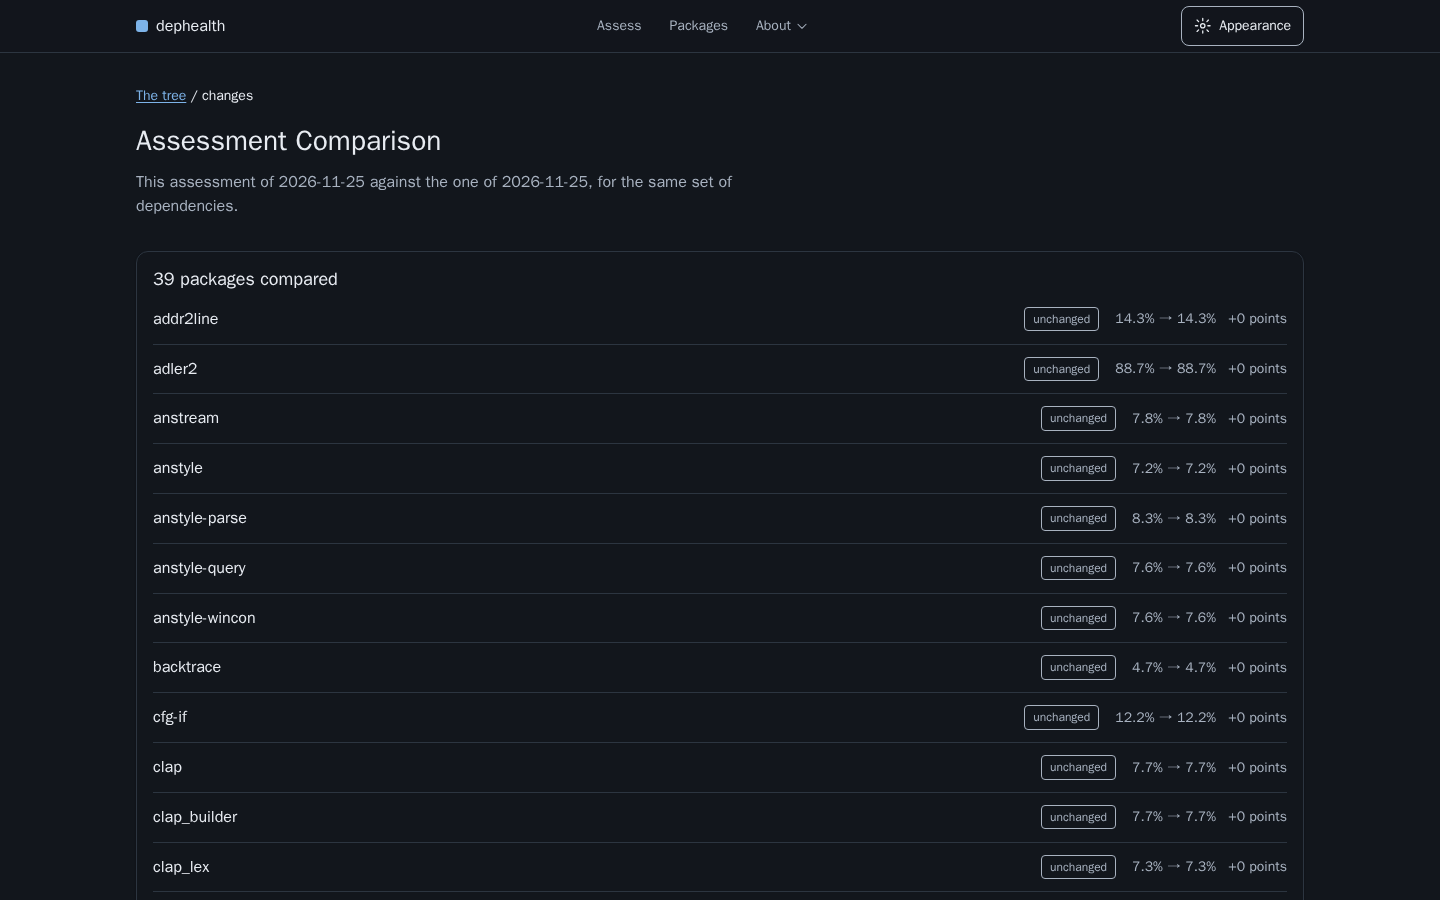 dephealth
Assess
Packages
About
Appearance
The tree / changes
Assessment Comparison
This assessment of 2026-11-25 against the one of 2026-11-25, for the same set of
dependencies.
39 packages compared
addr2line unchanged 14.3% → 14.3% +0 points
adler2 unchanged 88.7% → 88.7% +0 points
anstream unchanged 7.8% → 7.8% +0 points
anstyle unchanged 7.2% → 7.2% +0 points
anstyle-parse unchanged 8.3% → 8.3% +0 points
anstyle-query unchanged 7.6% → 7.6% +0 points
anstyle-wincon unchanged 7.6% → 7.6% +0 points
backtrace unchanged 4.7% → 4.7% +0 points
cfg-if unchanged 12.2% → 12.2% +0 points
clap unchanged 7.7% → 7.7% +0 points
clap_builder unchanged 7.7% → 7.7% +0 points
clap_lex unchanged 7.3% → 7.3% +0 points